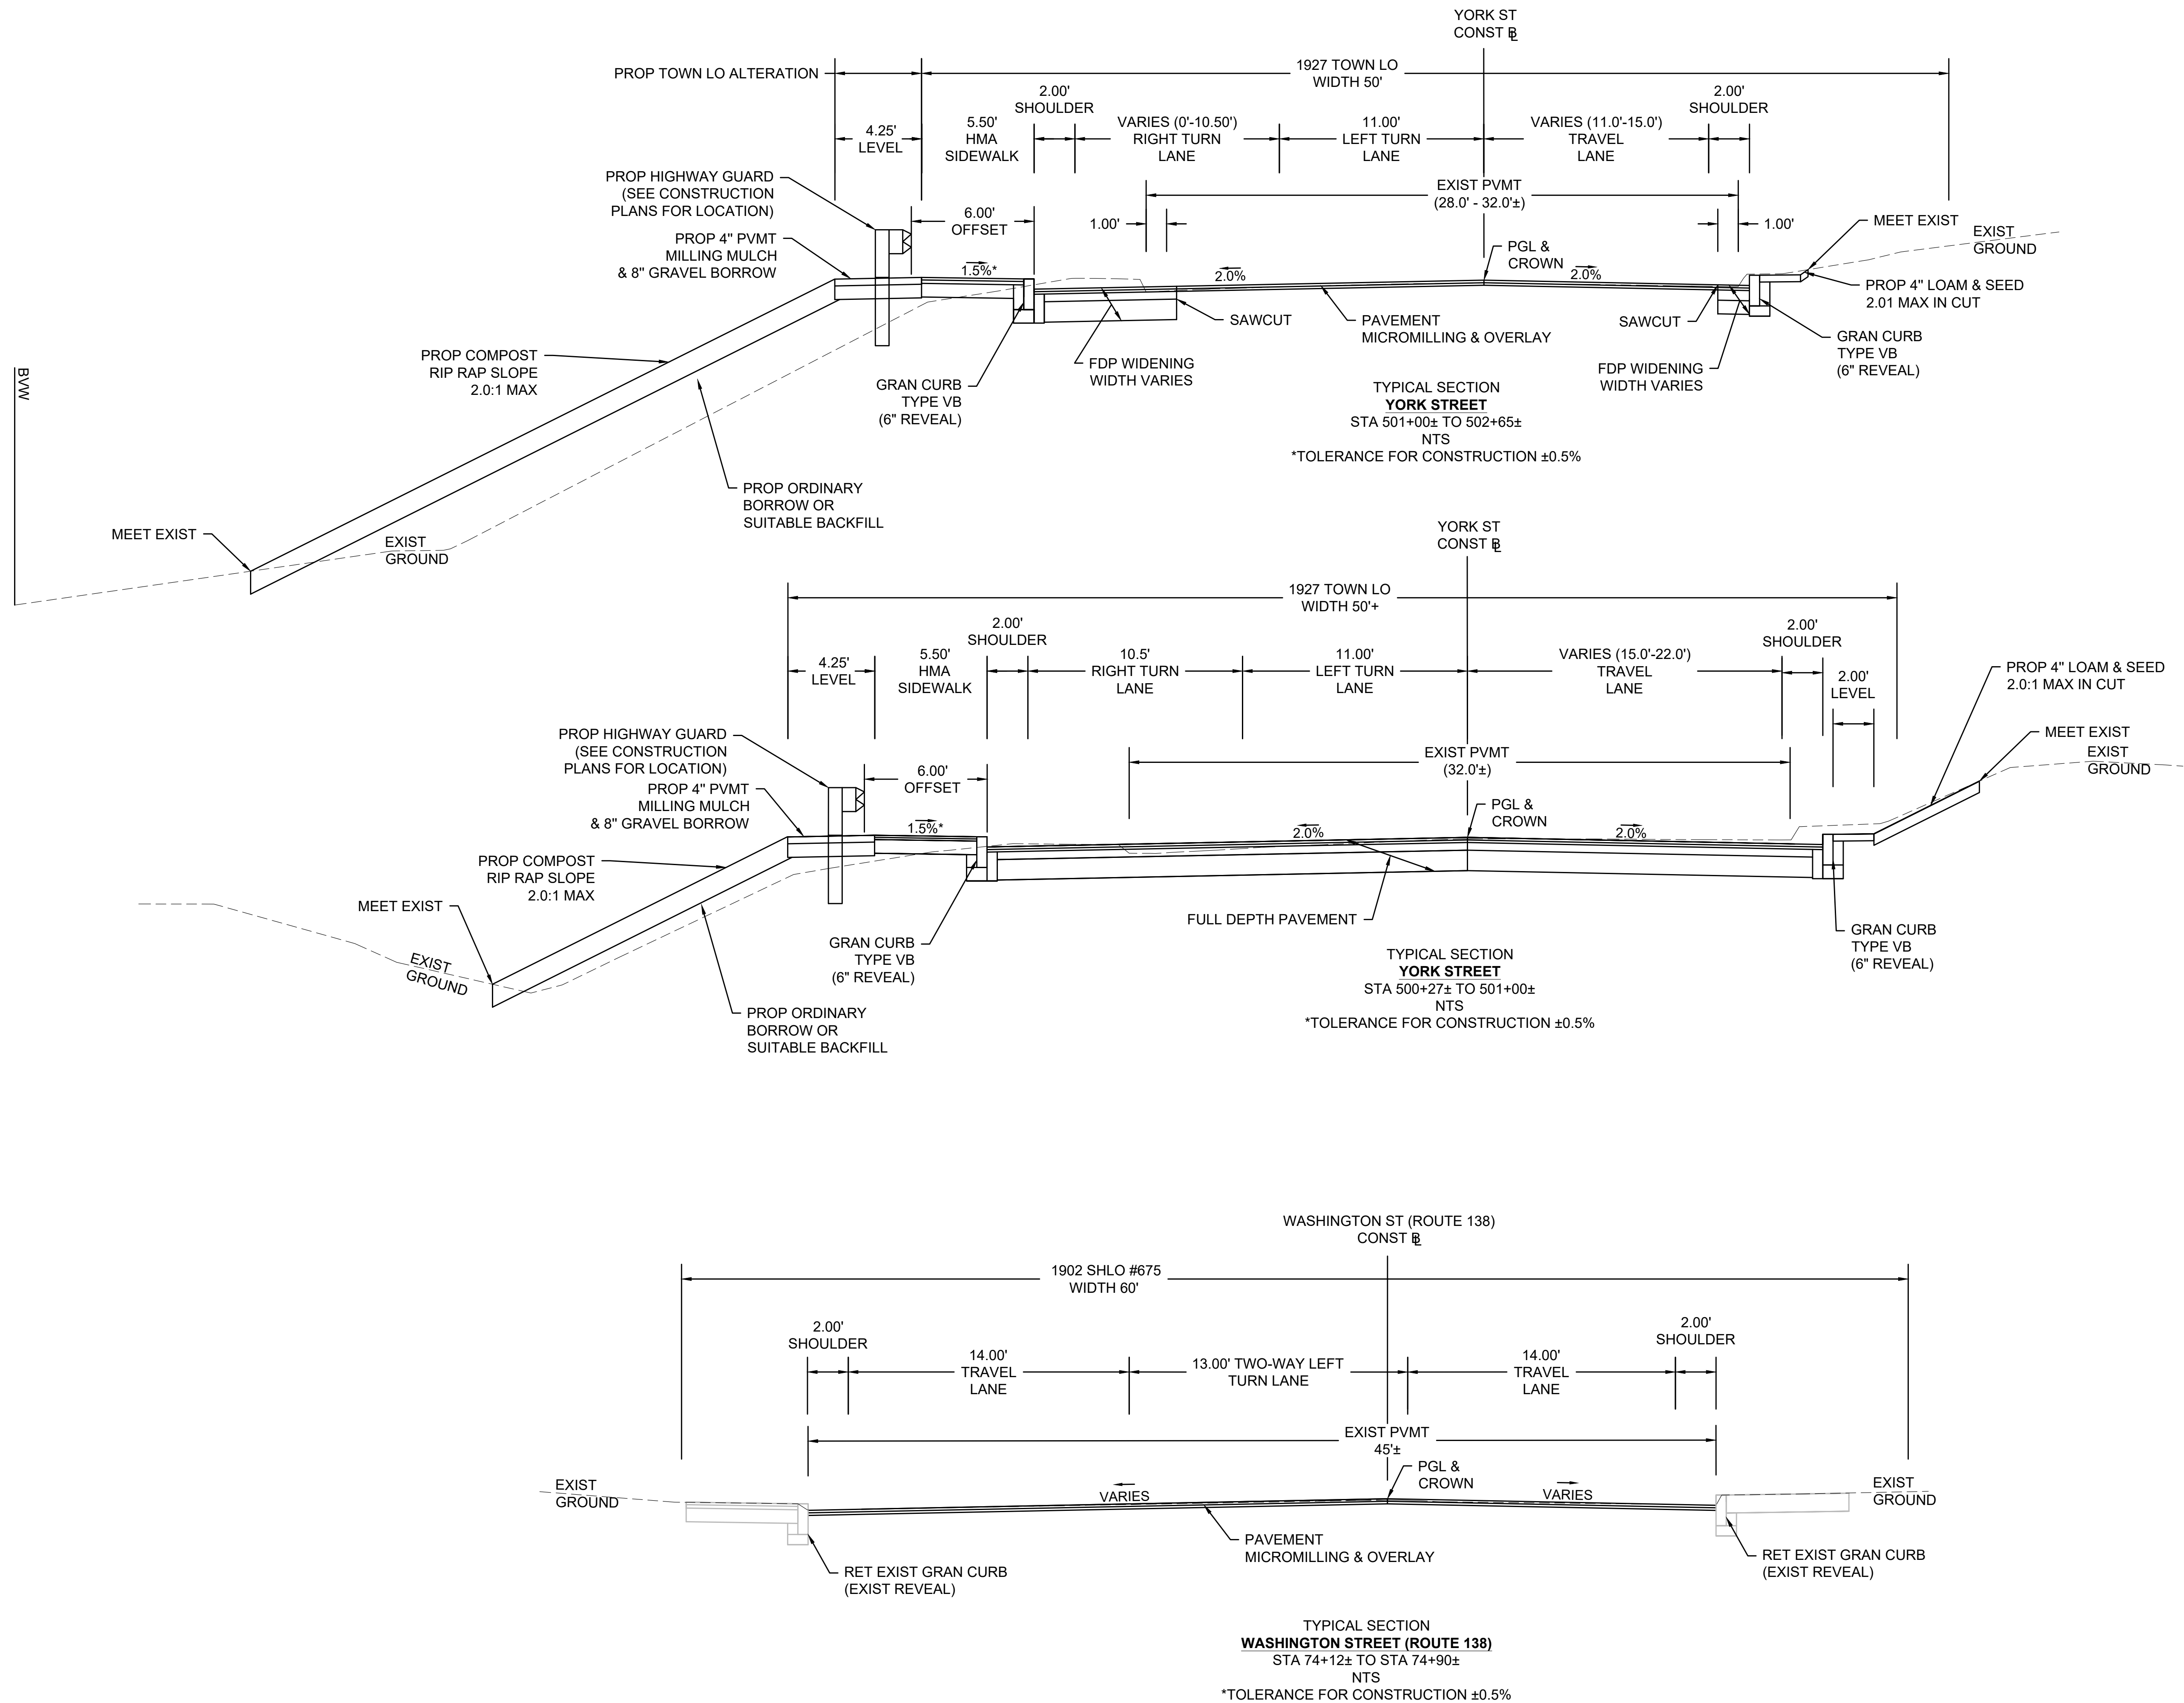 YORK ST
CONST BL
PROP TOWN LO ALTERATION
1927 TOWN LO
WIDTH 50'
2.00'
SHOULDER
2.00'
SHOULDER
4.25'
LEVEL
5.50'
HMA
SIDEWALK
VARIES (0'-10.50')
RIGHT TURN
LANE
11.00'
LEFT TURN
LANE
VARIES (11.0'-15.0')
TRAVEL
LANE
PROP HIGHWAY GUARD
(SEE CONSTRUCTION
PLANS FOR LOCATION)
EXIST PVMT
(28.0' - 32.0'±)
6.00'
OFFSET
1.00'
1.00'
MEET EXIST
EXIST
GROUND
PROP 4" PVMT
MILLING MULCH
& 8" GRAVEL BORROW
1.5%*
2.0%
PGL &
CROWN
2.0%
PROP 4" LOAM & SEED
2.01 MAX IN CUT
SAWCUT
PAVEMENT
MICROMILLING & OVERLAY
SAWCUT
GRAN CURB
TYPE VB
(6" REVEAL)
PROP COMPOST
RIP RAP SLOPE
2.0:1 MAX
FDP WIDENING
WIDTH VARIES
FDP WIDENING
WIDTH VARIES
GRAN CURB
TYPE VB
(6" REVEAL)
BVW
TYPICAL SECTION
YORK STREET
STA 501+00± TO 502+65±
NTS
*TOLERANCE FOR CONSTRUCTION ±0.5%
PROP ORDINARY
BORROW OR
SUITABLE BACKFILL
MEET EXIST
EXIST
GROUND
YORK ST
CONST BL
1927 TOWN LO
WIDTH 50'+
2.00'
SHOULDER
2.00'
SHOULDER
4.25'
LEVEL
5.50'
HMA
SIDEWALK
10.5'
RIGHT TURN
LANE
11.00'
LEFT TURN
LANE
VARIES (15.0'-22.0')
TRAVEL
LANE
2.00'
LEVEL
PROP 4" LOAM & SEED
2.0:1 MAX IN CUT
PROP HIGHWAY GUARD
(SEE CONSTRUCTION
PLANS FOR LOCATION)
MEET EXIST
EXIST
GROUND
EXIST PVMT
(32.0'±)
6.00'
OFFSET
PROP 4" PVMT
MILLING MULCH
& 8" GRAVEL BORROW
1.5%*
2.0%
PGL &
CROWN
2.0%
PROP COMPOST
RIP RAP SLOPE
2.0:1 MAX
MEET EXIST
FULL DEPTH PAVEMENT
GRAN CURB
TYPE VB
(6" REVEAL)
GRAN CURB
TYPE VB
(6" REVEAL)
EXIST
GROUND
TYPICAL SECTION
YORK STREET
STA 500+27± TO 501+00±
NTS
*TOLERANCE FOR CONSTRUCTION ±0.5%
PROP ORDINARY
BORROW OR
SUITABLE BACKFILL
WASHINGTON ST (ROUTE 138)
CONST BL
1902 SHLO #675
WIDTH 60'
2.00'
SHOULDER
2.00'
SHOULDER
14.00'
TRAVEL
LANE
13.00' TWO-WAY LEFT
TURN LANE
14.00'
TRAVEL
LANE
EXIST PVMT
45'±
EXIST
GROUND
VARIES
PGL &
CROWN
VARIES
EXIST
GROUND
PAVEMENT
MICROMILLING & OVERLAY
RET EXIST GRAN CURB
(EXIST REVEAL)
RET EXIST GRAN CURB
(EXIST REVEAL)
TYPICAL SECTION
WASHINGTON STREET (ROUTE 138)
STA 74+12± TO STA 74+90±
NTS
*TOLERANCE FOR CONSTRUCTION ±0.5%